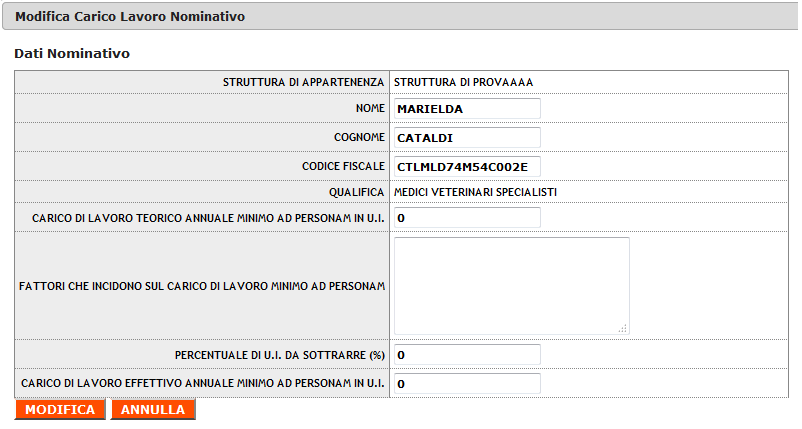 Modifica Carico Lavoro Nominativo
Dati Nominativo
STRUTTURA DI APPARTENENZA STRUTTURA DI PROVAAAA
NOME MARIELDA
COGNOME CATALDI
CODICE FISCALE CTLMLD74M54C002E
QUALIFICA MEDICI VETERINARI SPECIALISTI
CARICO DI LAVORO TEORICO ANNUALE MINIMO AD PERSONAM IN U.I. 0
FATTORI CHE INCIDONO SUL CARICO DI LAVORO MINIMO AD PERSONAM
PERCENTUALE DI U.I. DA SOTTRARRE (%) 0
CARICO DI LAVORO EFFETTIVO ANNUALE MINIMO AD PERSONAM IN U.I. 0
MODIFICA ANNULLA